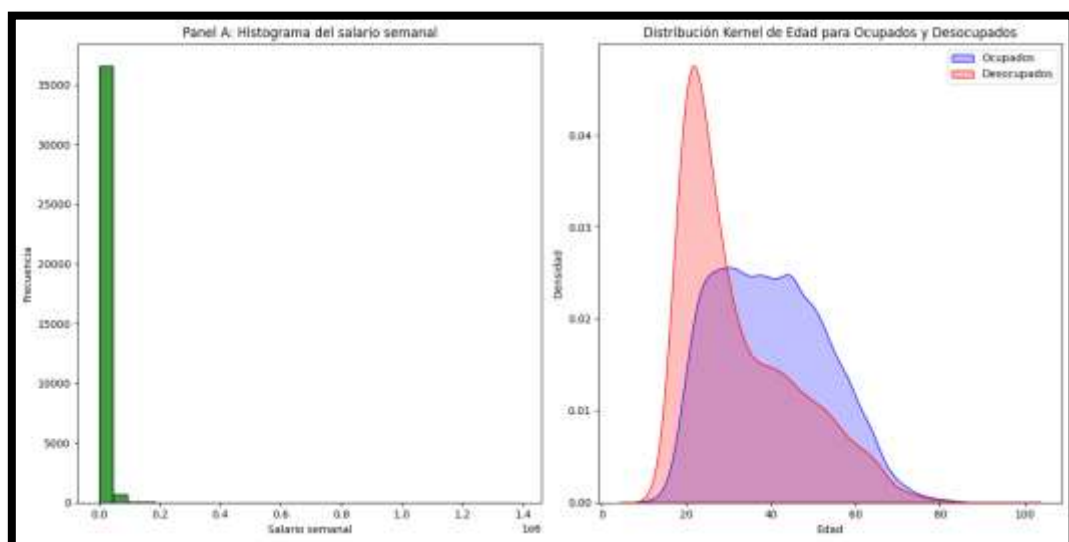 Panel A: Histograma del salario semanal
35000
30000
25000
20000
15000
10000
5000
0
Frecuencia
0.0 0.2 0.4 0.6 0.8 1.0 1.2 1.4
1e6
Salario semanal
Distribución Kernel de Edad para Ocupados y Desocupados
Ocupados
Desocupados
0.04
0.03
0.02
0.01
0.00
Densidad
0 20 40 60 80 100
Edad